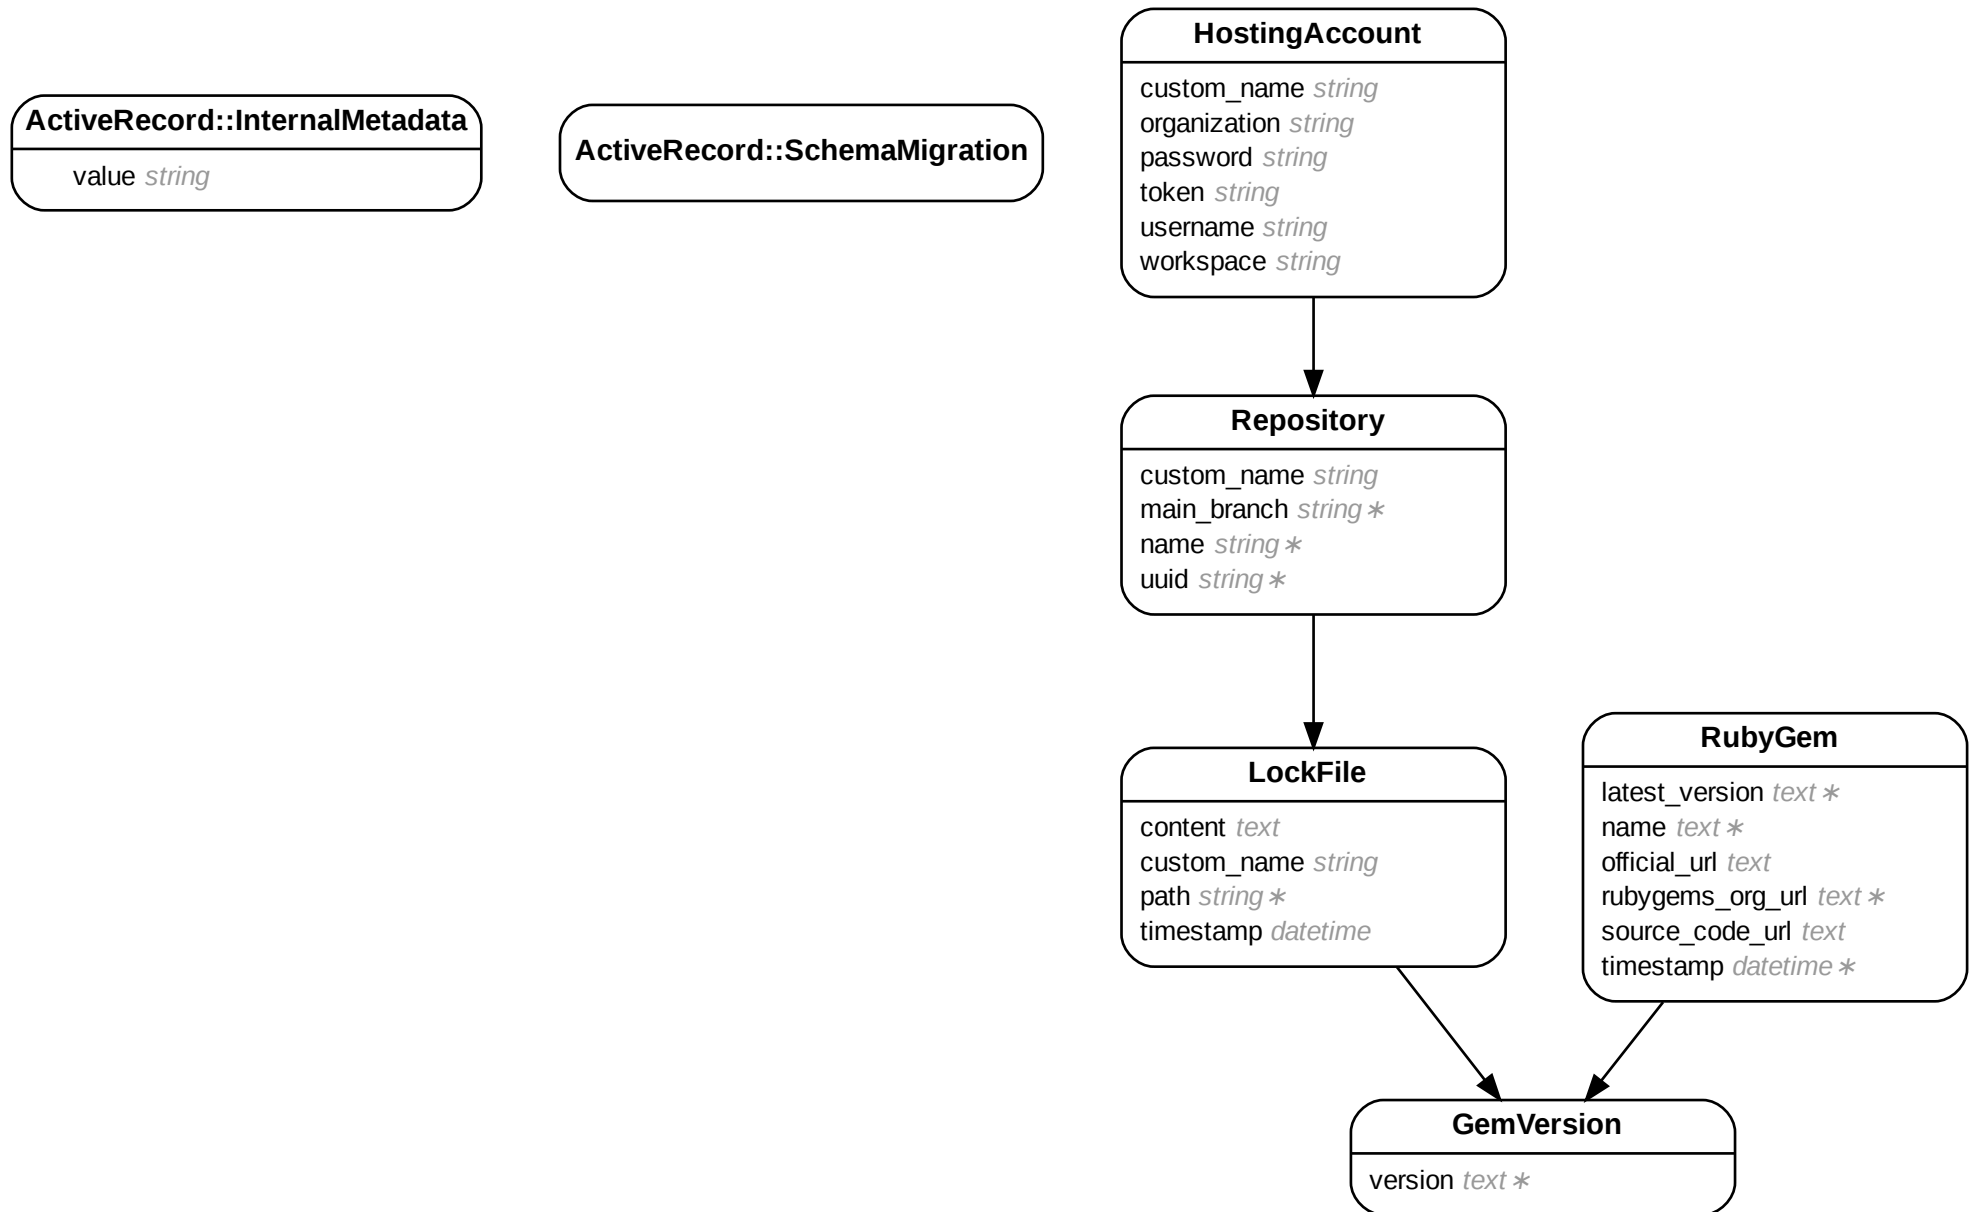 ActiveRecord::InternalMetadata
value string
ActiveRecord::SchemaMigration
HostingAccount
custom_name string
organization string
password string
token string
username string
workspace string
Repository
custom_name string
main_branch string ∗
name string ∗
uuid string ∗
LockFile
content text
custom_name string
path string ∗
timestamp datetime
RubyGem
latest_version text ∗
name text ∗
official_url text
rubygems_org_url text ∗
source_code_url text
timestamp datetime ∗
GemVersion
version text ∗